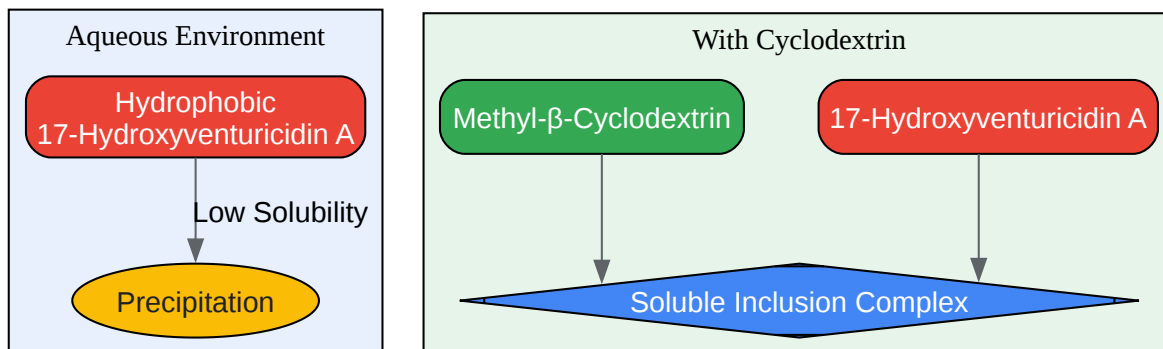 Aqueous Environment
Hydrophobic
17-Hydroxyventuricidin A
Low Solubility
Precipitation
With Cyclodextrin
Methyl-β-Cyclodextrin
17-Hydroxyventuricidin A
Soluble Inclusion Complex